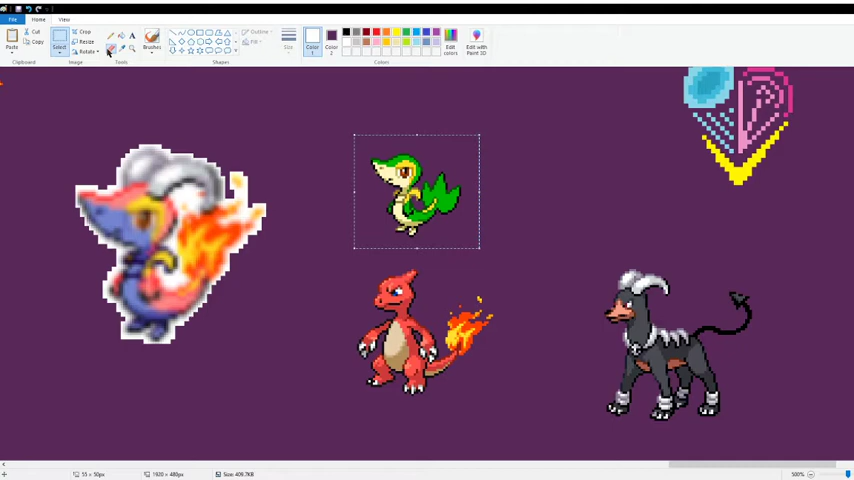 File
Home
View
Paste
Cut
Copy
Clipboard
Select
Crop
Resize
Rotate
Image
A
Tools
Brushes
Shapes
Outline
Fill
Size
Color
1
Color
2
Colors
Edit
colors
Edit with
Paint 3D
55 × 50px
1920 × 480px
Size: 409.7KB
500%